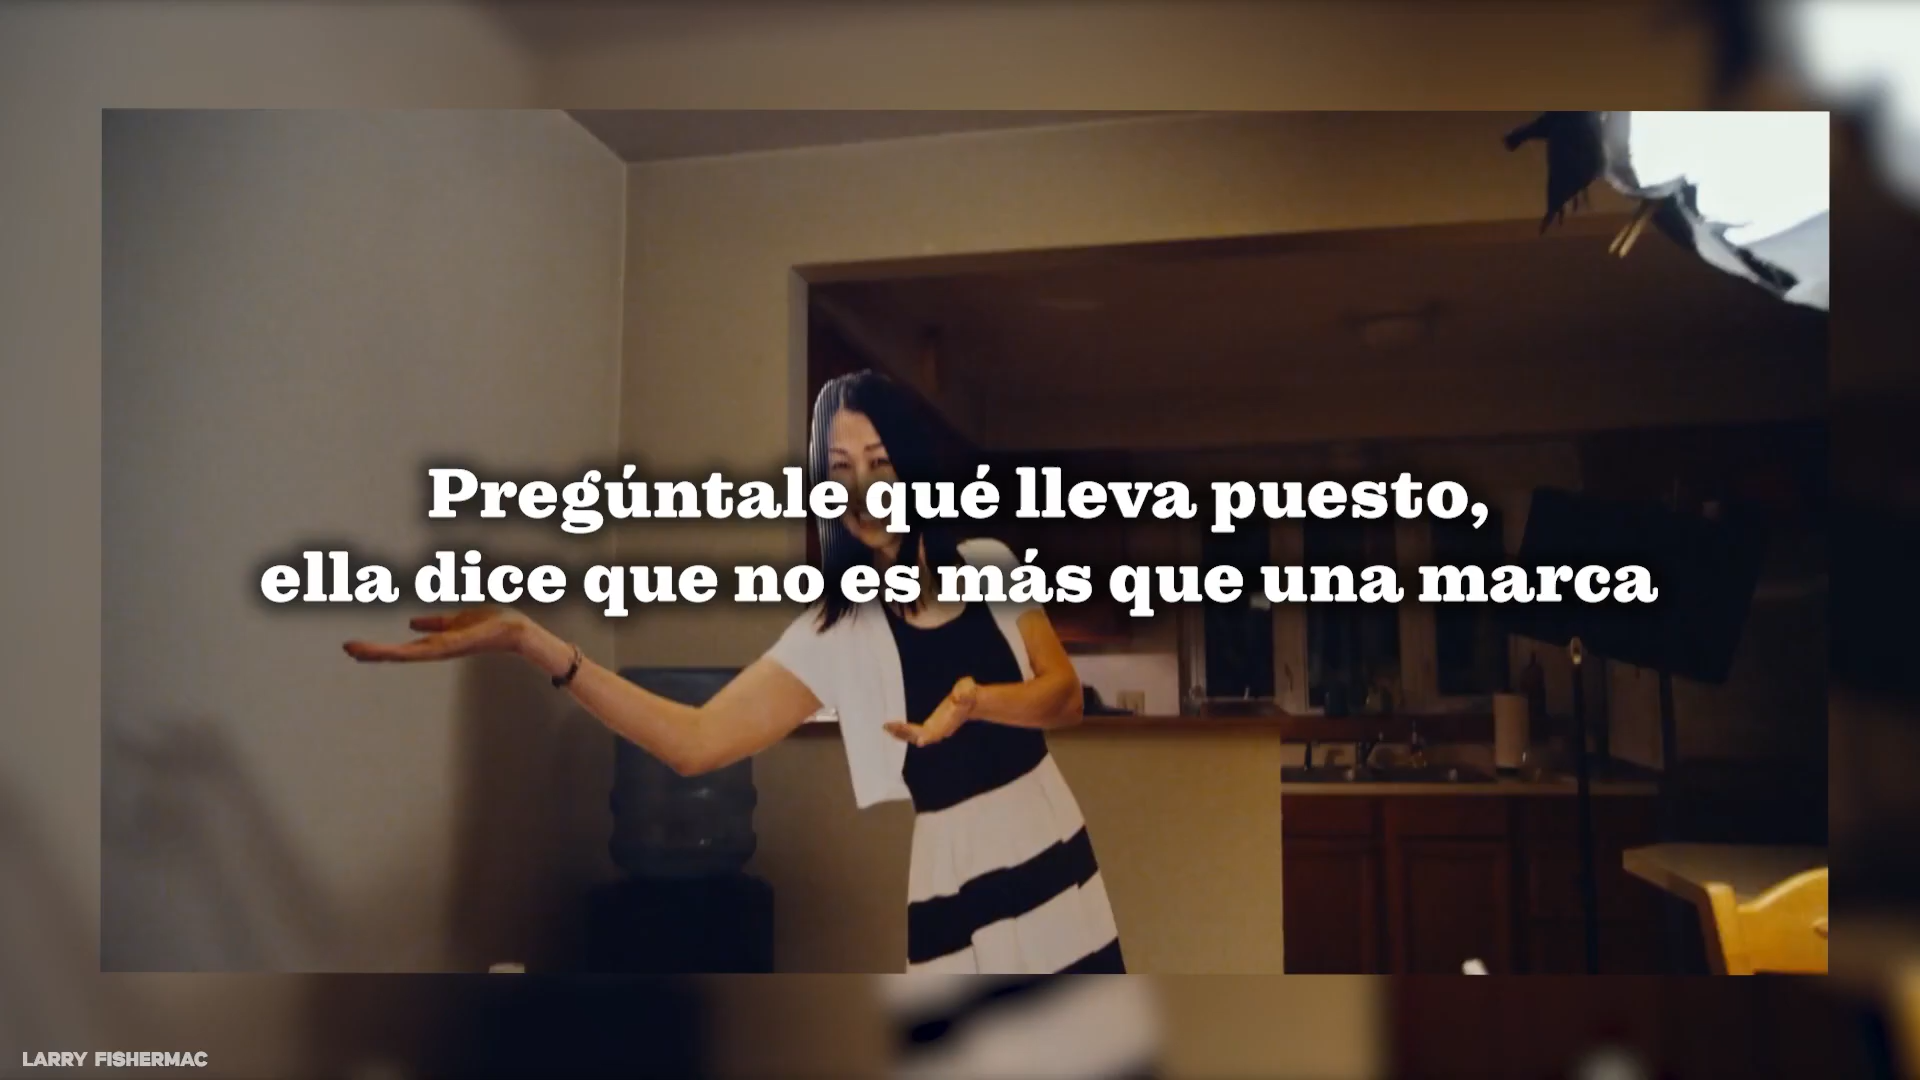 Pregúntale qué lleva puesto,
ella dice que no es más que una marca
LARRY FISHERMAC